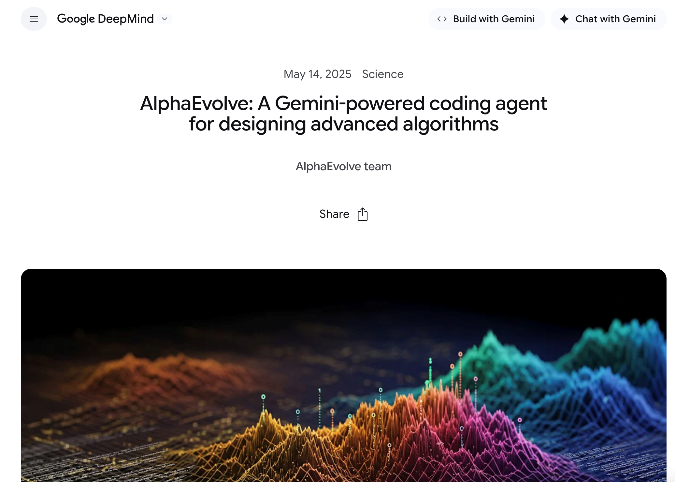 Google DeepMind
Build with Gemini
Chat with Gemini
May 14, 2025 Science
AlphaEvolve: A Gemini-powered coding agent
for designing advanced algorithms
AlphaEvolve team
Share